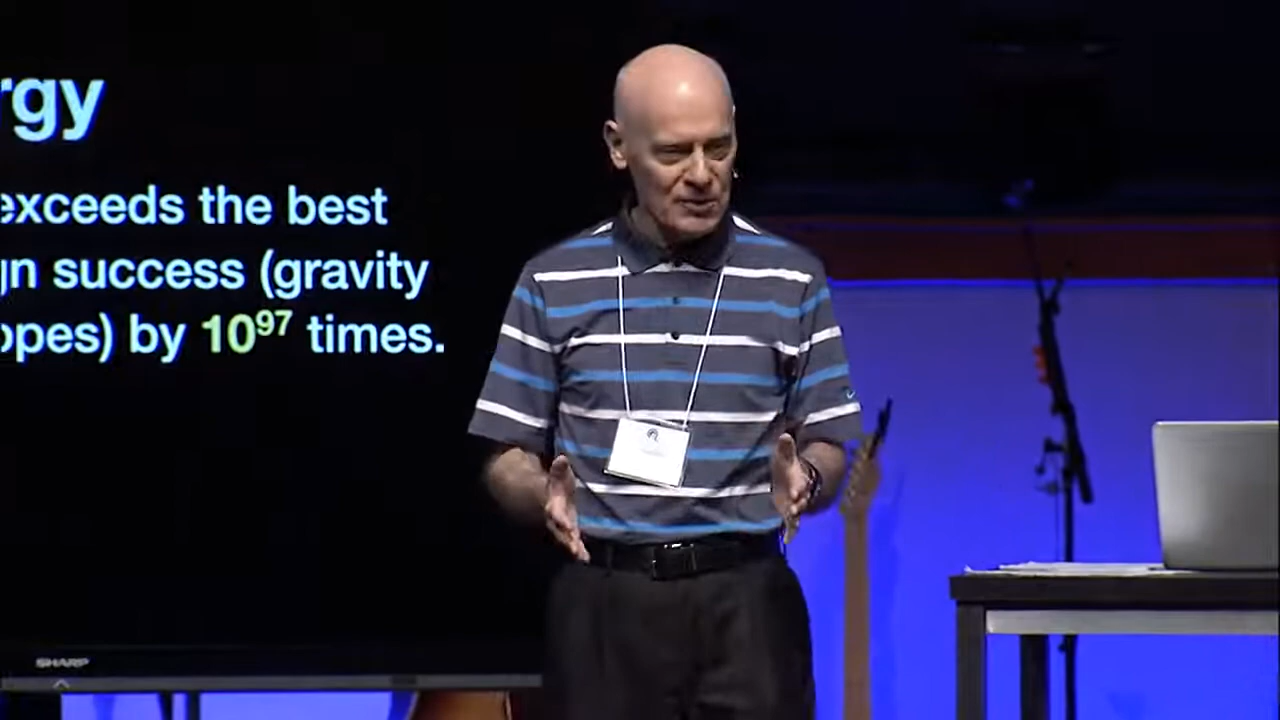 rgy
exceeds the best
gn success (gravity
opes) by 10⁹⁷ times.
SHARP